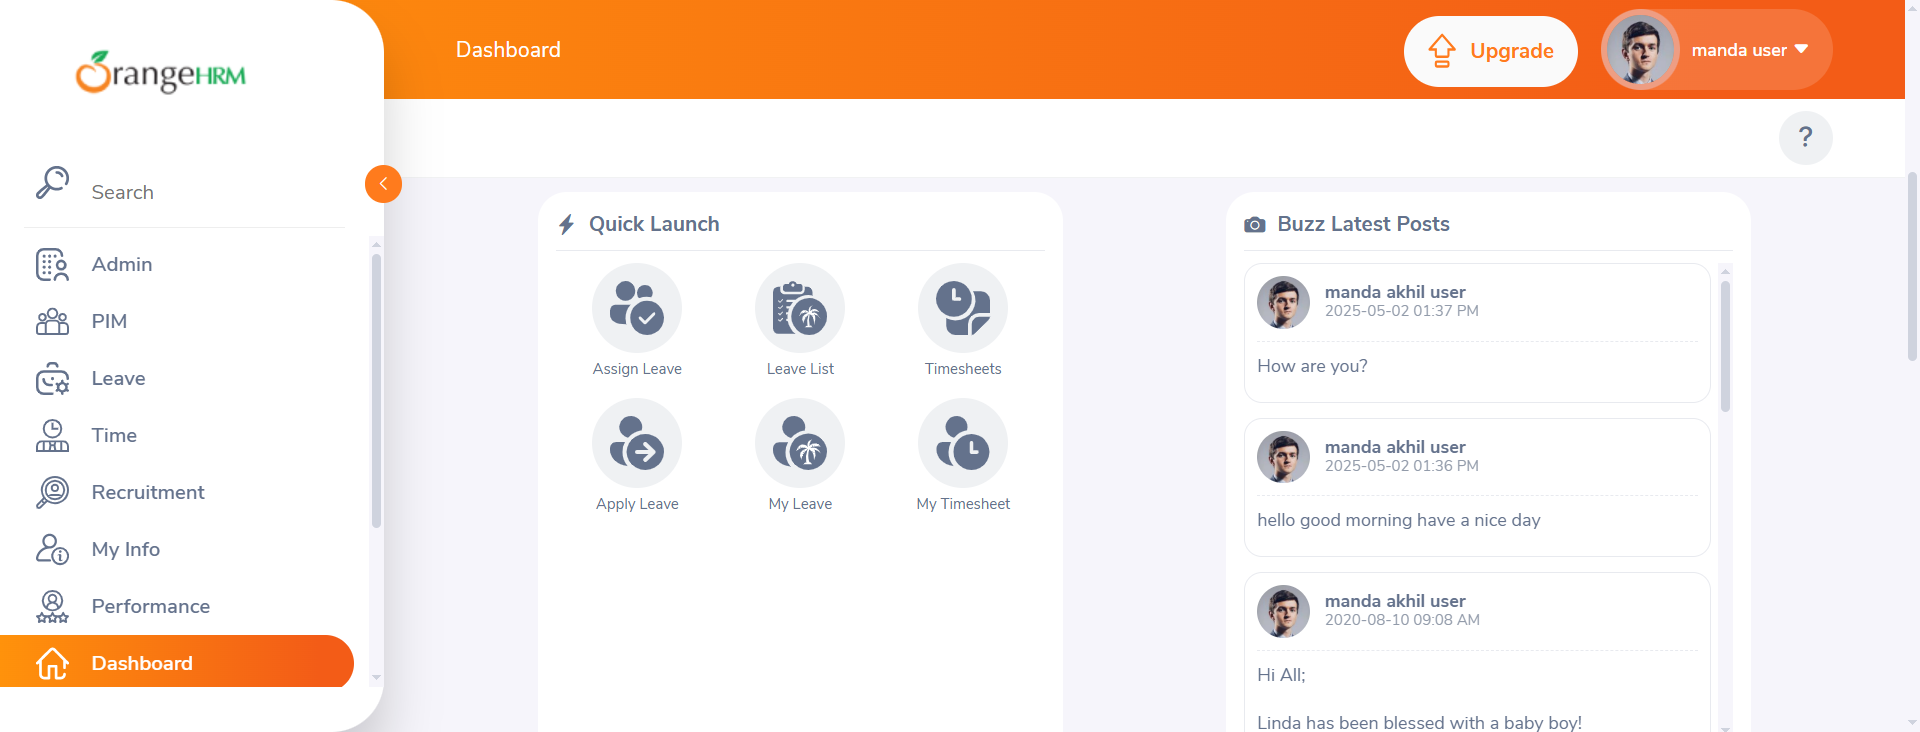 OrangeHRM
Dashboard
Upgrade
manda user
?
Search
Admin
PIM
Leave
Time
Recruitment
My Info
Performance
Dashboard
Quick Launch
Assign Leave
Leave List
Timesheets
Apply Leave
My Leave
My Timesheet
Buzz Latest Posts
manda akhil user
2025-05-02 01:37 PM
How are you?
manda akhil user
2025-05-02 01:36 PM
hello good morning have a nice day
manda akhil user
2020-08-10 09:08 AM
Hi All;
Linda has been blessed with a baby boy!